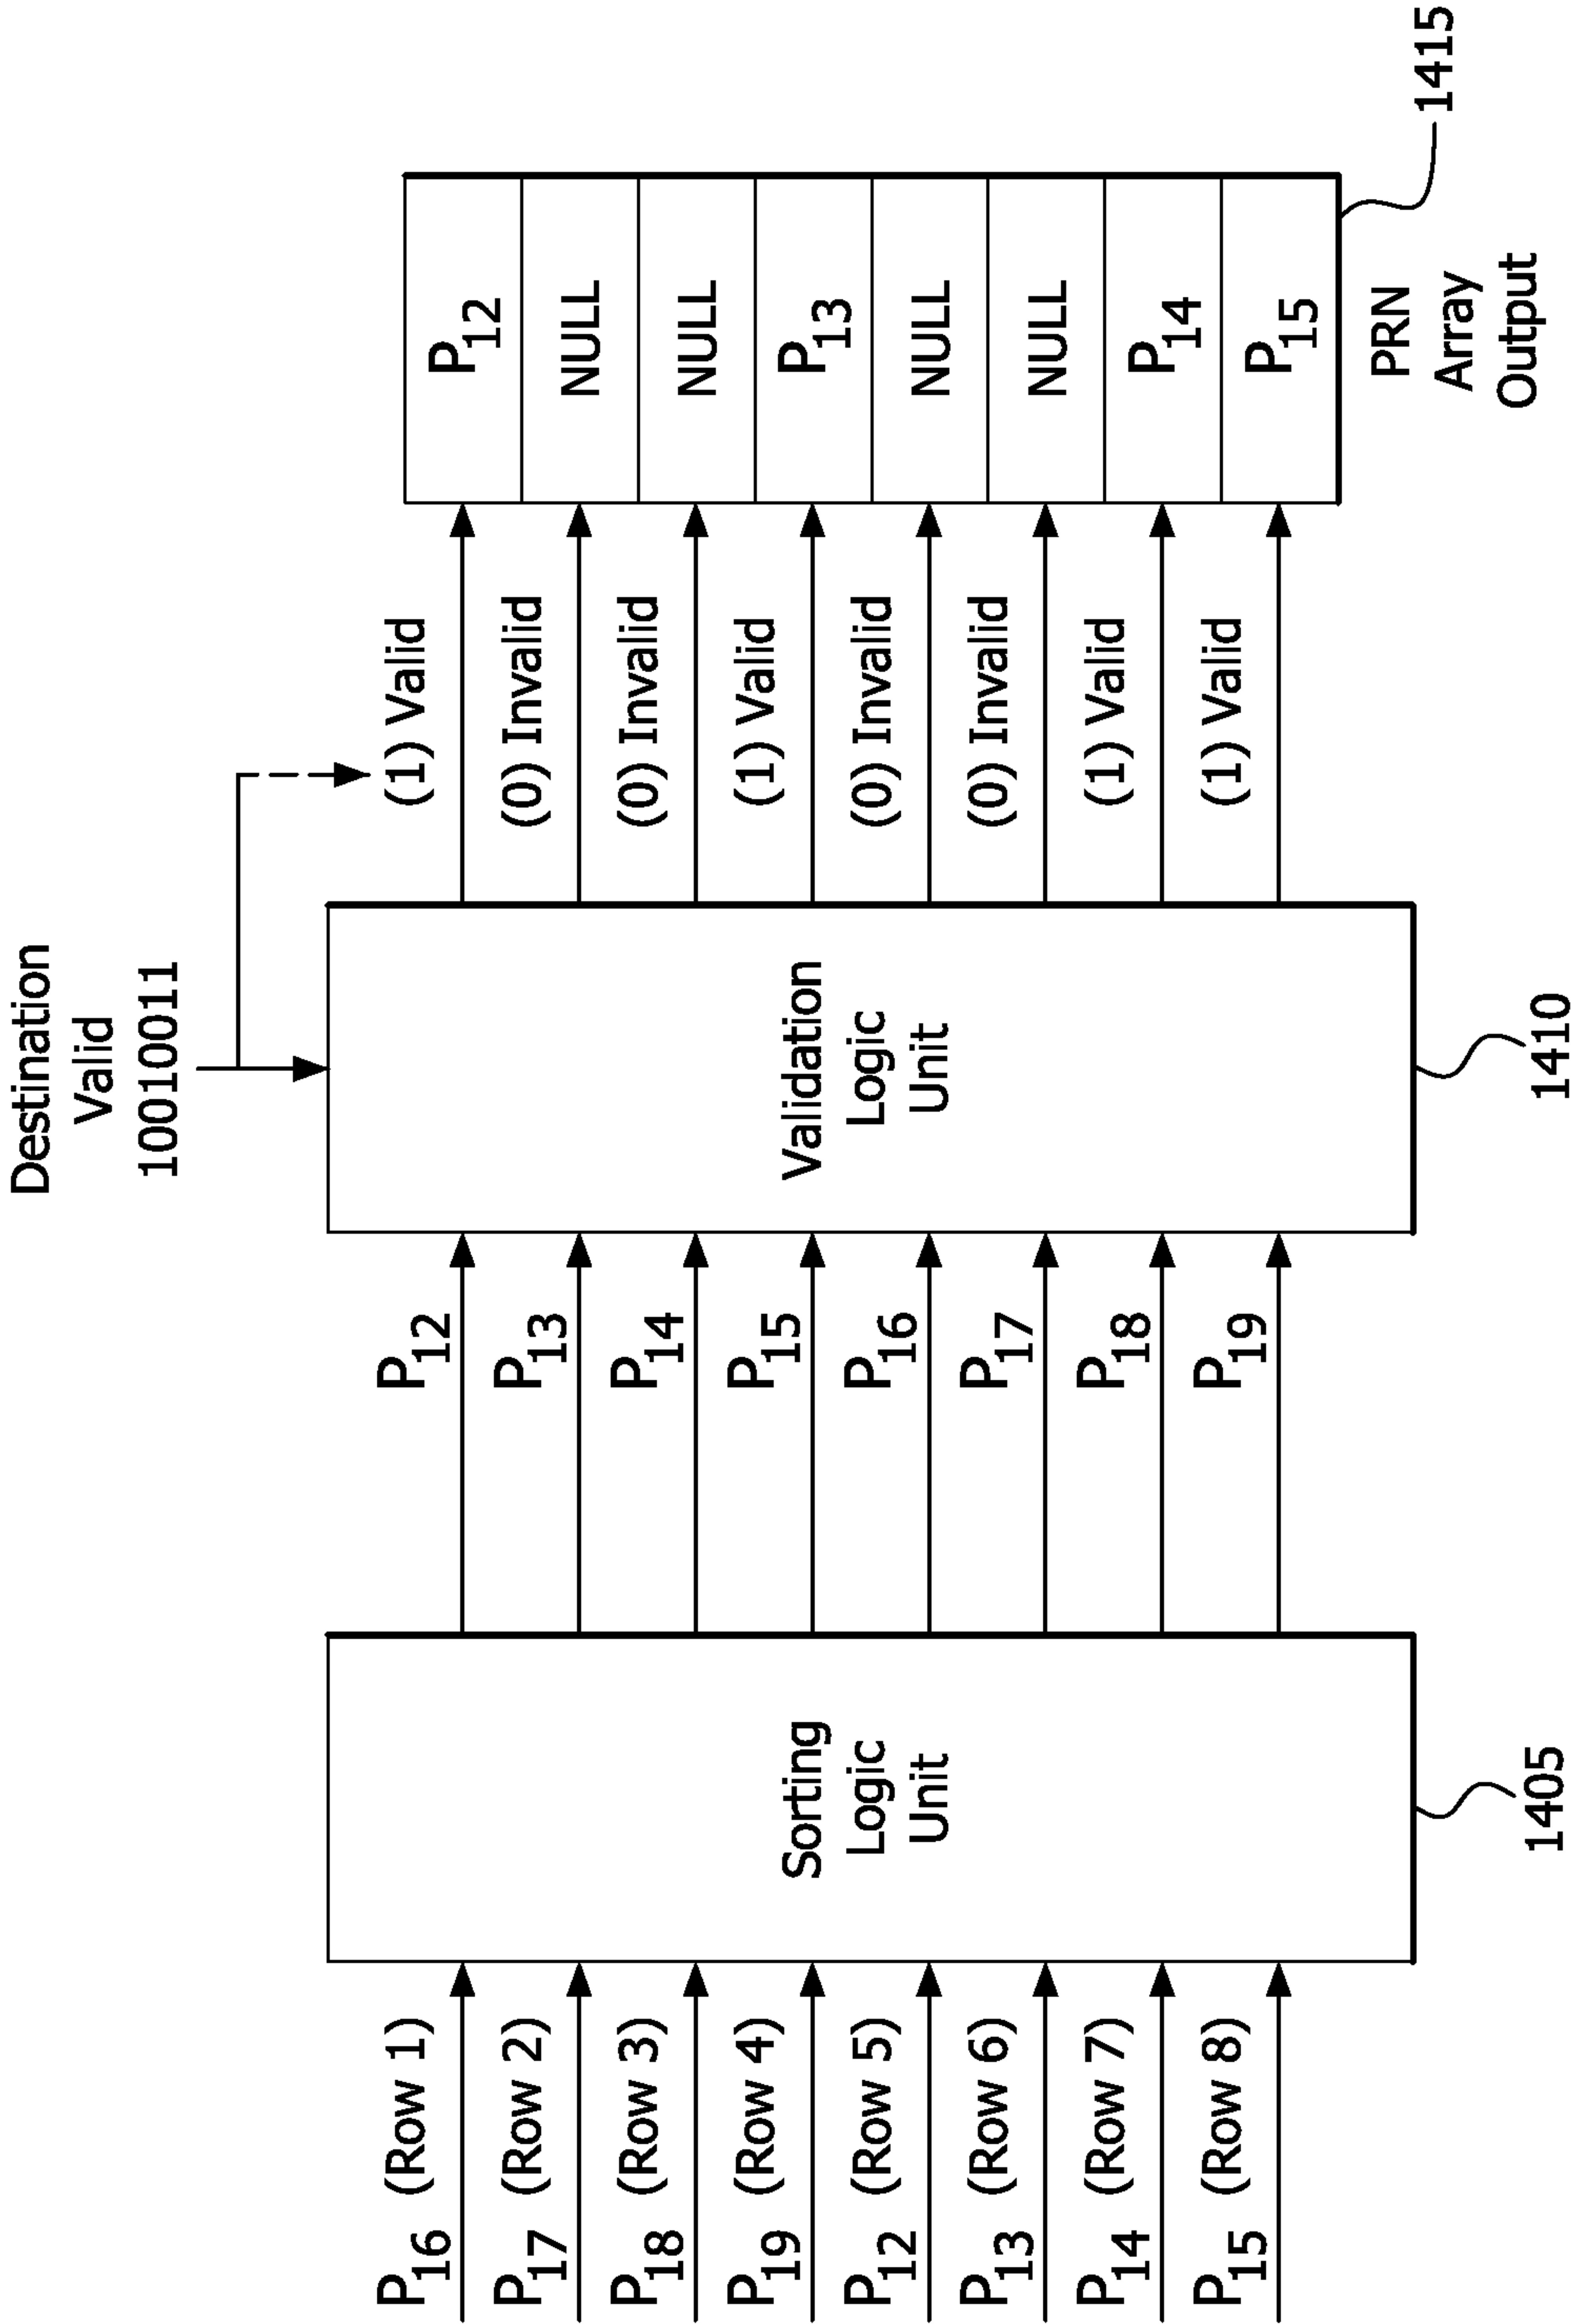 Destination
Valid
10010011
P16 (Row 1)
P17 (Row 2)
P18 (Row 3)
P19 (Row 4)
P12 (Row 5)
P13 (Row 6)
P14 (Row 7)
P15 (Row 8)
Sorting
Logic
Unit
1405
P12
P13
P14
P15
P16
P17
P18
P19
Validation
Logic
Unit
1410
(1) Valid
(0) Invalid
(0) Invalid
(1) Valid
(0) Invalid
(0) Invalid
(1) Valid
(1) Valid
P12
NULL
NULL
P13
NULL
NULL
P14
P15
PRN
Array
Output
1415